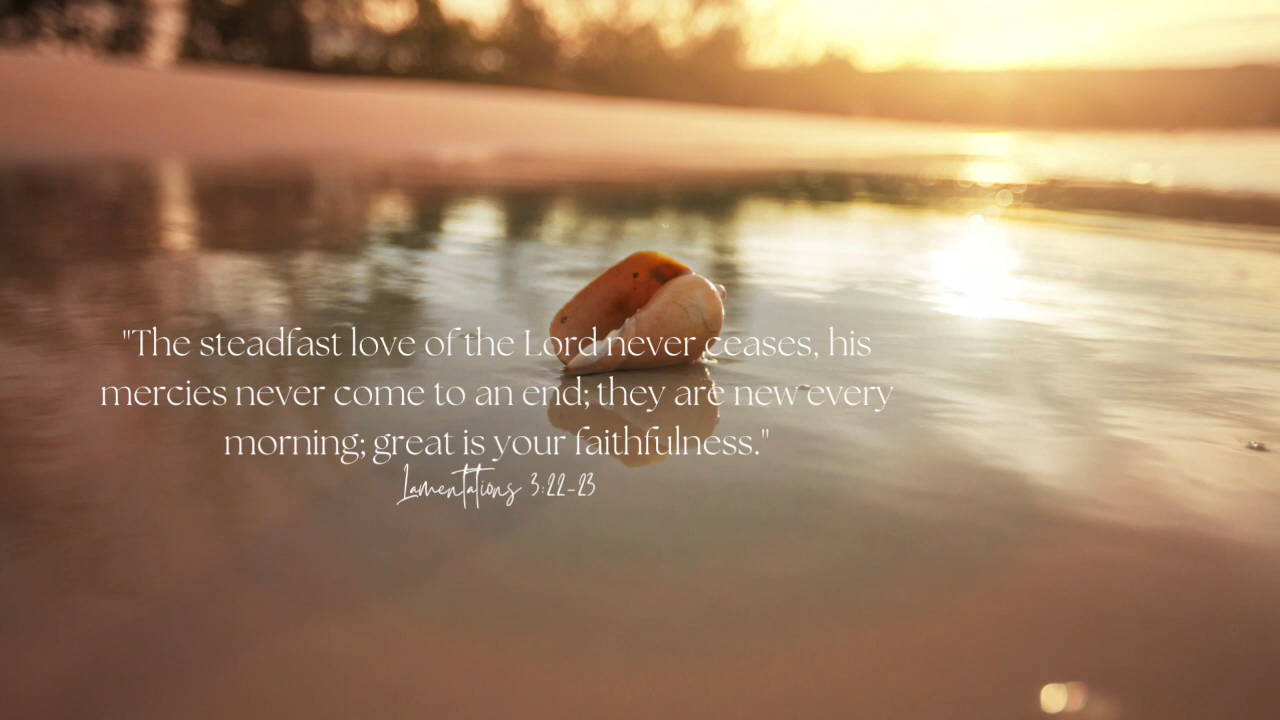 "The steadfast love of the Lord never ceases, his
mercies never come to an end; they are new every
morning; great is your faithfulness."
Lamentations 3:22-23